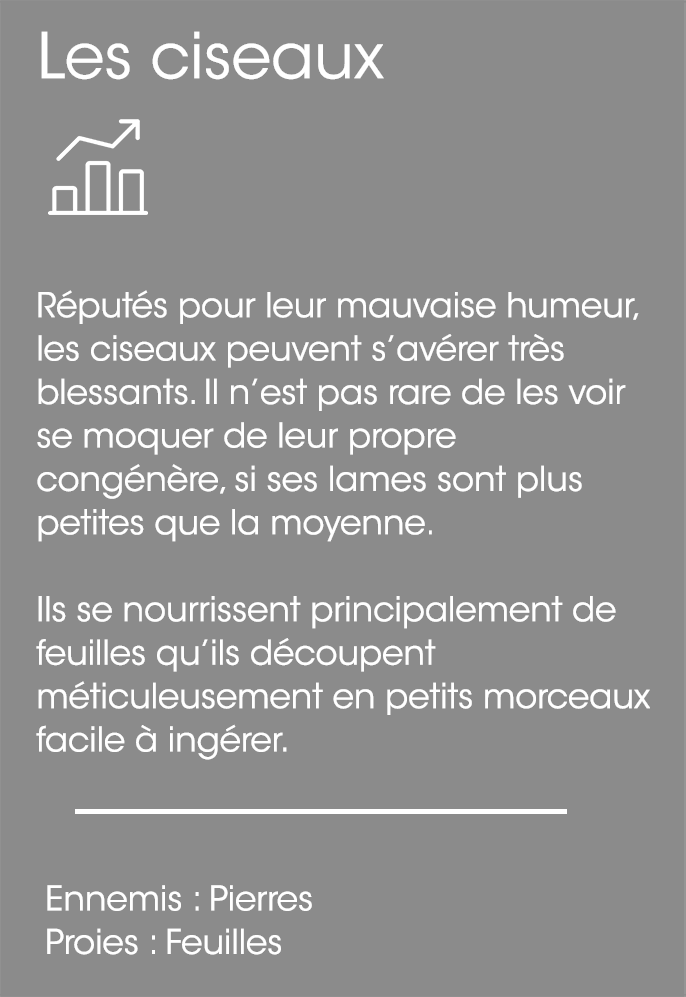 Les ciseaux
Réputés pour leur mauvaise humeur,
les ciseaux peuvent s’avérer très
blessants. Il n’est pas rare de les voir
se moquer de leur propre
congénère, si ses lames sont plus
petites que la moyenne.
Ils se nourrissent principalement de
feuilles qu’ils découpent
méticuleusement en petits morceaux
facile à ingérer.
Ennemis : Pierres
Proies : Feuilles